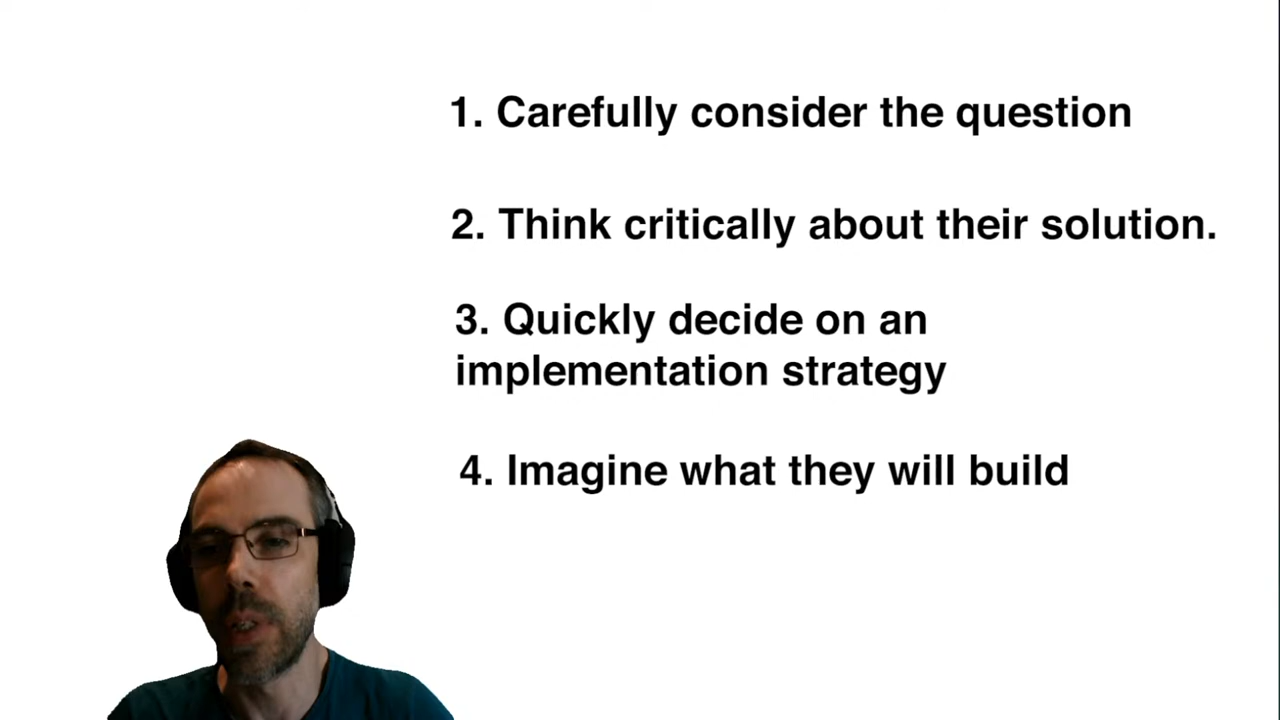 1. Carefully consider the question
2. Think critically about their solution.
3. Quickly decide on an
implementation strategy
4. Imagine what they will build